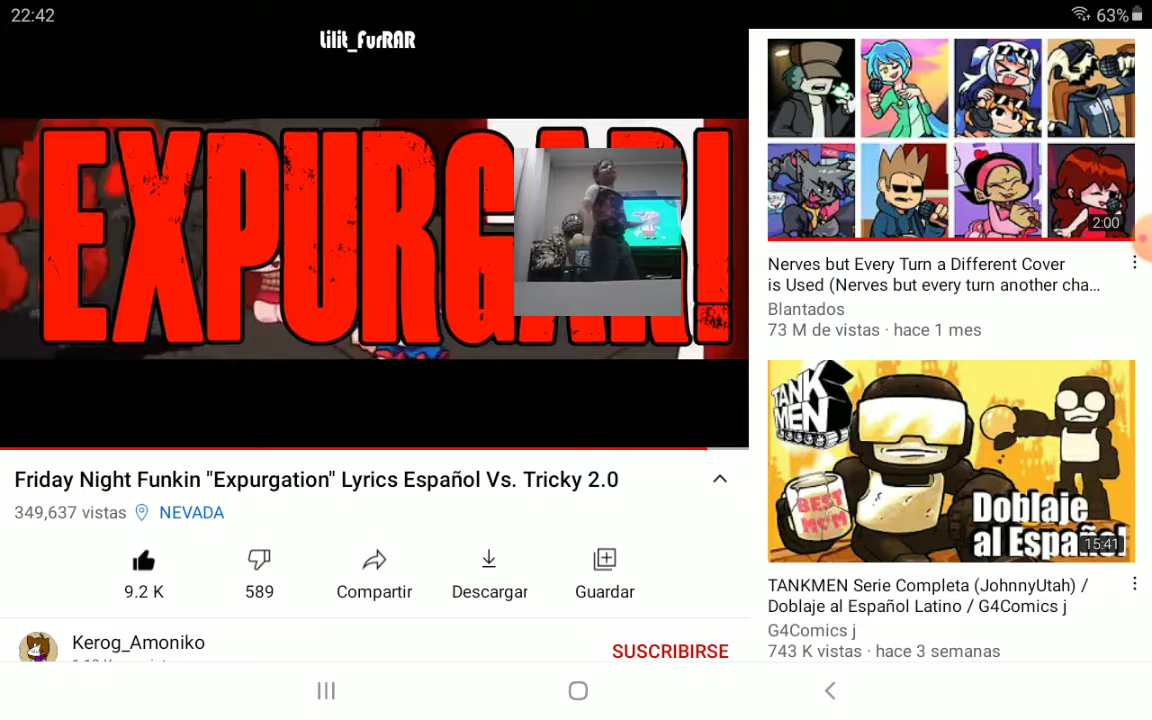 22:42
63%
Lilit_FurRAR
EXPURGAR!
Friday Night Funkin "Expurgation" Lyrics Español Vs. Tricky 2.0
349,637 vistas
NEVADA
9.2 K
589
Compartir
Descargar
Guardar
Kerog_Amoniko
SUSCRIBIRSE
2:00
Nerves but Every Turn a Different Cover
is Used (Nerves but every turn another cha...
Blantados
73 M de vistas · hace 1 mes
TANK
MEN
BEST
MOM
Doblaje
al Español
15:41
TANKMEN Serie Completa (JohnnyUtah) /
Doblaje al Español Latino / G4Comics j
G4Comics j
743 K vistas · hace 3 semanas